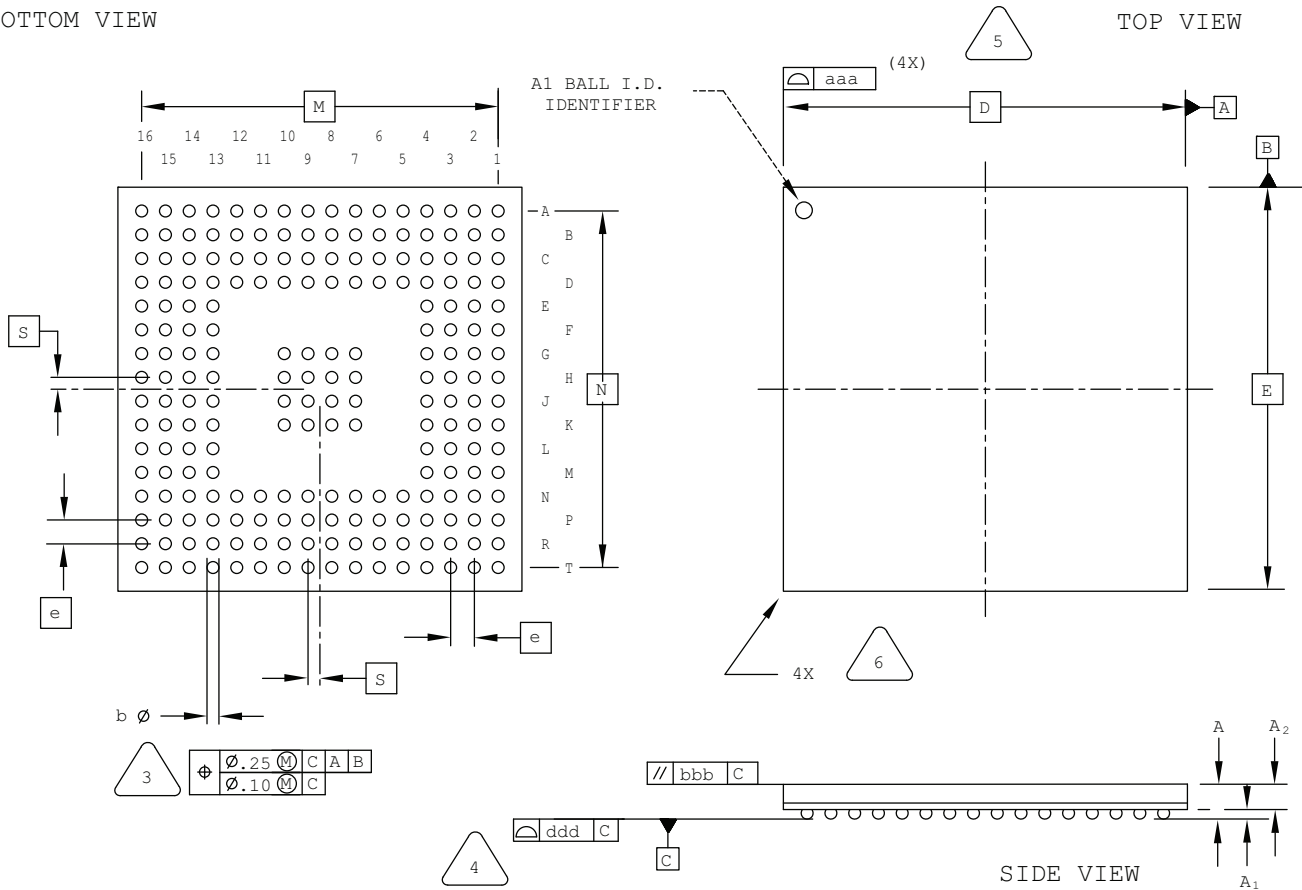 OTTOM VIEW
TOP VIEW
5
aaa
(4X)
A1 BALL I.D.
IDENTIFIER
M
D
A
B
16 14 12 10 8 6 4 2
15 13 11 9 7 5 3 1
A
B
C
D
E
F
G
H
J
K
L
M
N
P
R
T
S
N
E
e
e
S
4X
6
b Ø
3
⌖ Ø.25 Ⓜ C A B
Ø.10 Ⓜ C
// bbb C
A
A₂
ddd C
C
4
SIDE VIEW
A₁